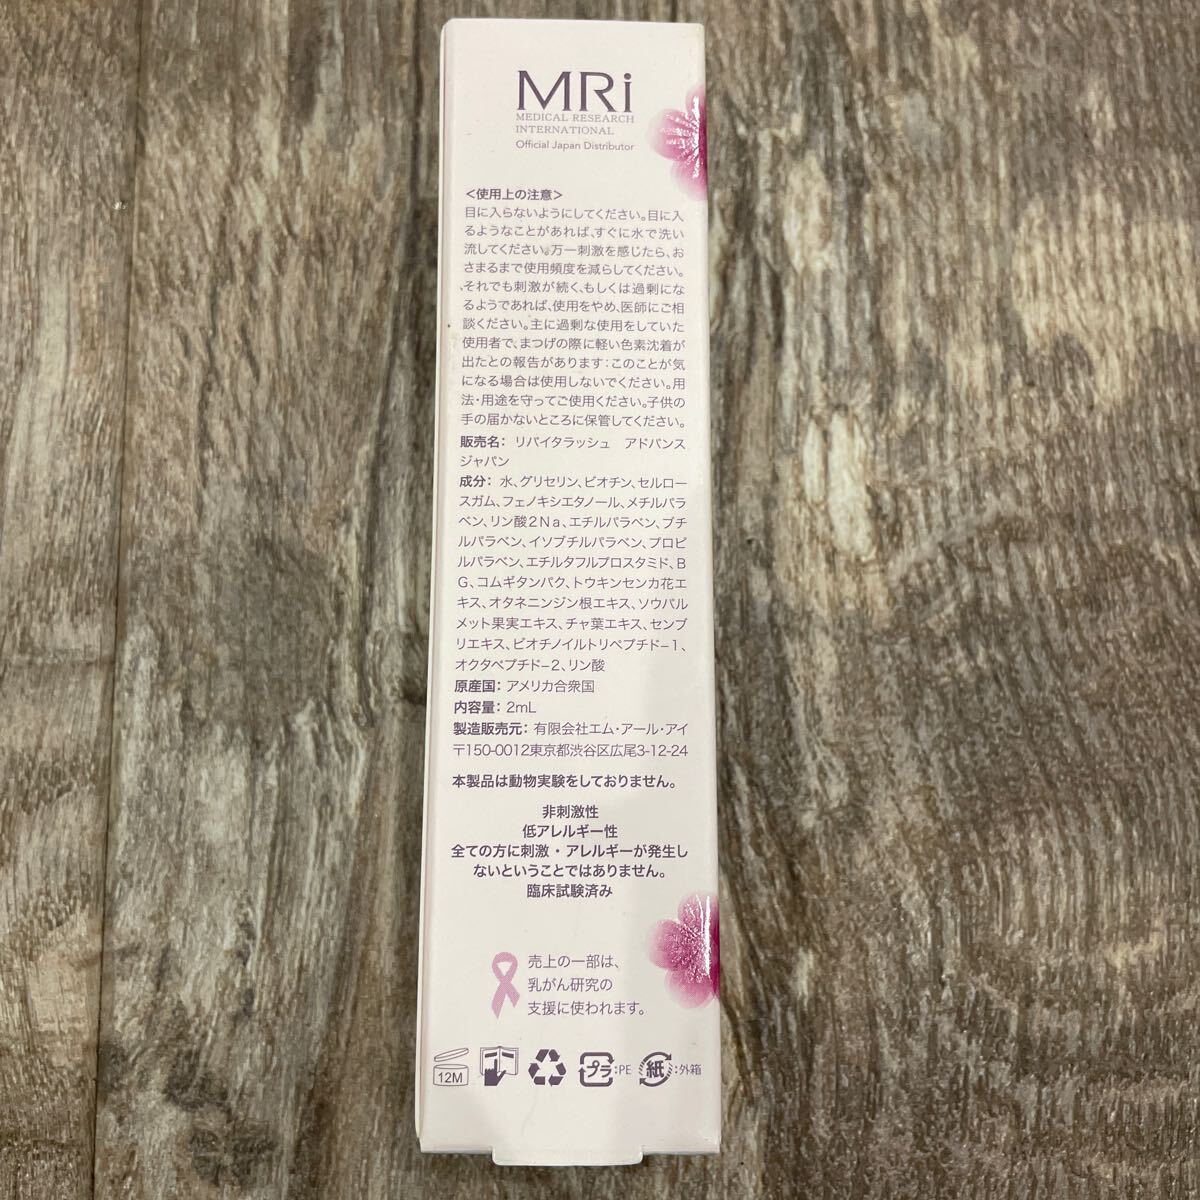 MRi
MEDICAL RESEARCH
INTERNATIONAL
Official Japan Distributor
＜使用上の注意＞
目に入らないようにしてください。目に入
るようなことがあれば、すぐに水で洗い
流してください。万一刺激を感じたら、お
さまるまで使用頻度を減らしてください。
それでも刺激が続く、もしくは過剰にな
るようであれば、使用をやめ、医師にご相
談ください。主に過剰な使用をしていた
使用者で、まつげの際に軽い色素沈着が
出たとの報告があります：このことが気
になる場合は使用しないでください。用
法・用途を守ってご使用ください。子供の
手の届かないところに保管してください。
販売名： リバイタラッシュ　アドバンス
ジャパン
成分： 水、グリセリン、ビオチン、セルロー
スガム、フェノキシエタノール、メチルパラ
ベン、リン酸2Na、エチルパラベン、ブチ
ルパラベン、イソブチルパラベン、プロピ
ルパラベン、エチルタフルプロスタミド、B
G、コムギタンパク、トウキンセンカ花エ
キス、オタネニンジン根エキス、ソウパル
メット果実エキス、チャ葉エキス、センブ
リエキス、ビオチノイルトリペプチド−1、
オクタペプチド−2、リン酸
原産国： アメリカ合衆国
内容量： 2mL
製造販売元： 有限会社エム・アール・アイ
〒150-0012東京都渋谷区広尾3-12-24
本製品は動物実験をしておりません。
非刺激性
低アレルギー性
全ての方に刺激・アレルギーが発生し
ないということではありません。
臨床試験済み
売上の一部は、
乳がん研究の
支援に使われます。
12M プラ：PE 紙：外箱